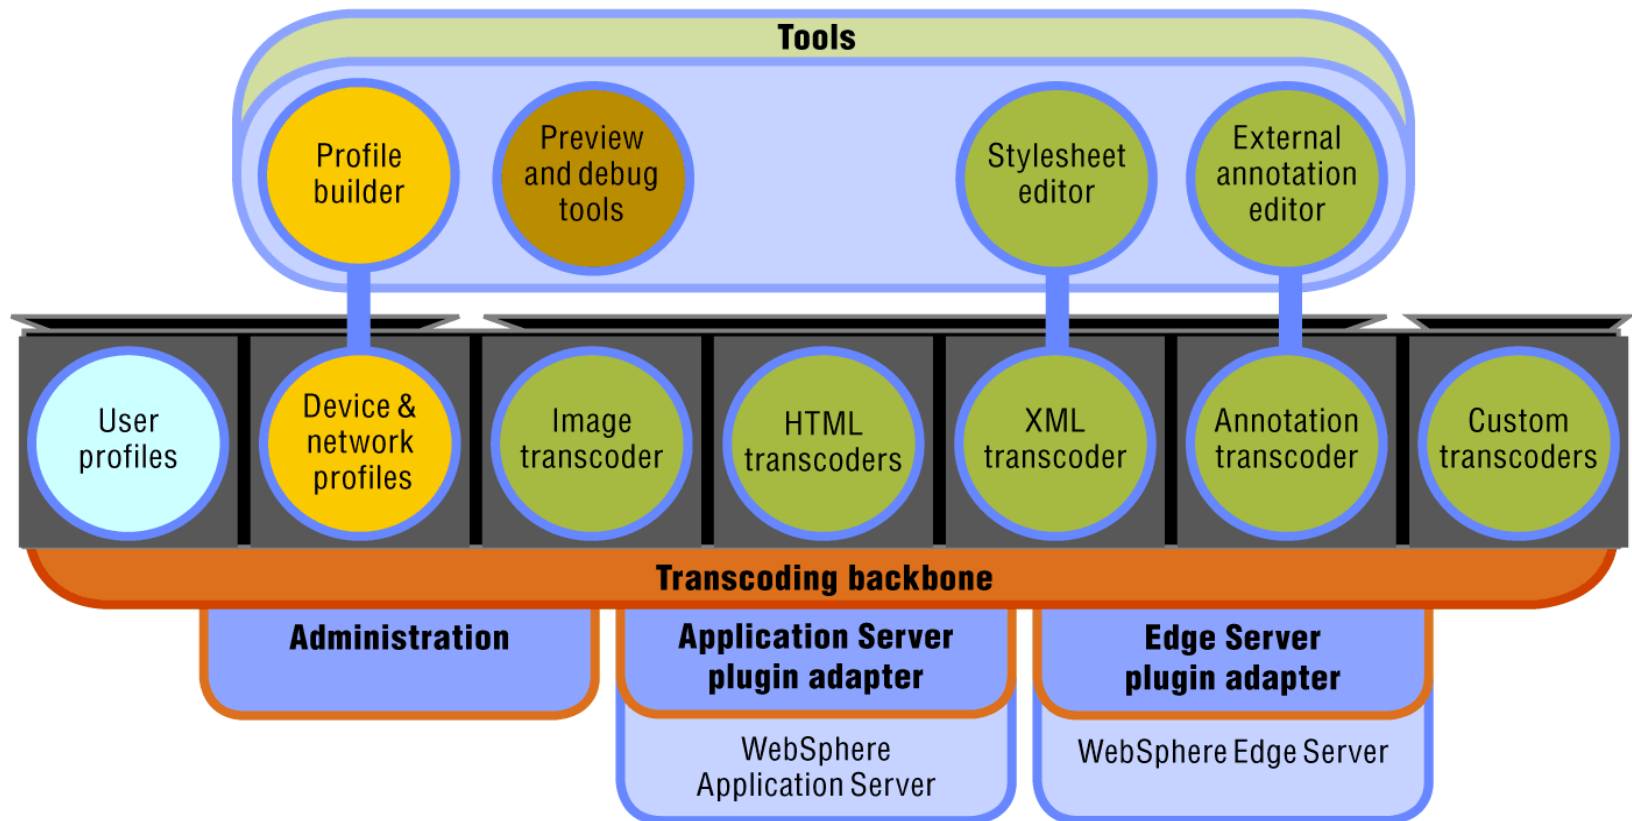 Tools
Profile
builder
Preview
and debug
tools
Stylesheet
editor
External
annotation
editor
User
profiles
Device &
network
profiles
Image
transcoder
HTML
transcoders
XML
transcoder
Annotation
transcoder
Custom
transcoders
Transcoding backbone
Administration
Application Server
plugin adapter
Edge Server
plugin adapter
WebSphere
Application Server
WebSphere Edge Server